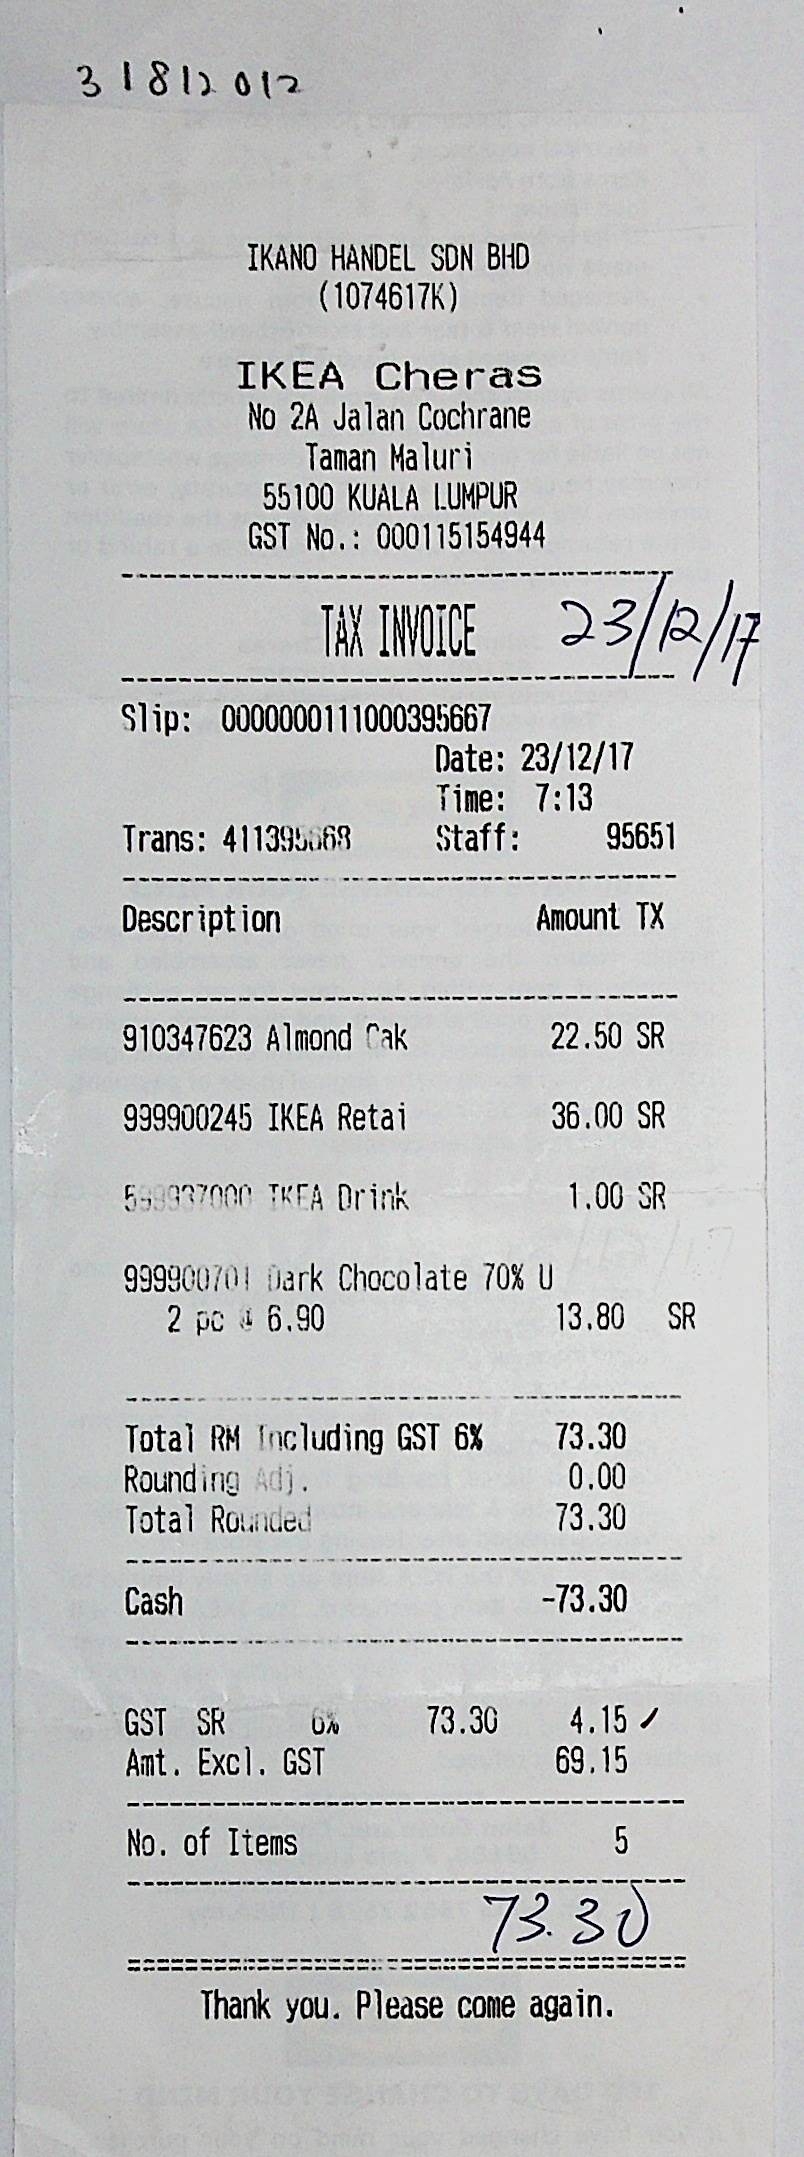 31812012
IKANO HANDEL SDN BHD
(1074617K)
IKEA Cheras
No 2A Jalan Cochrane
Taman Maluri
55100 KUALA LUMPUR
GST No.: 000115154944
TAX INVOICE 23/12/17
Slip: 0000000111000395667
Date: 23/12/17
Time: 7:13
Trans: 411395668 Staff: 95651
Description Amount TX
910347623 Almond Cak 22.50 SR
999900245 IKEA Retai 36.00 SR
IKEA Drink 1.00 SR
999900701 Dark Chocolate 70% U
2 pc @ 6.90 13.80 SR
Total RM Including GST 6% 73.30
Rounding Adj. 0.00
Total Rounded 73.30
Cash -73.30
GST SR 6% 73.30 4.15 ✓
Amt. Excl. GST 69.15
No. of Items 5
73.30
Thank you. Please come again.